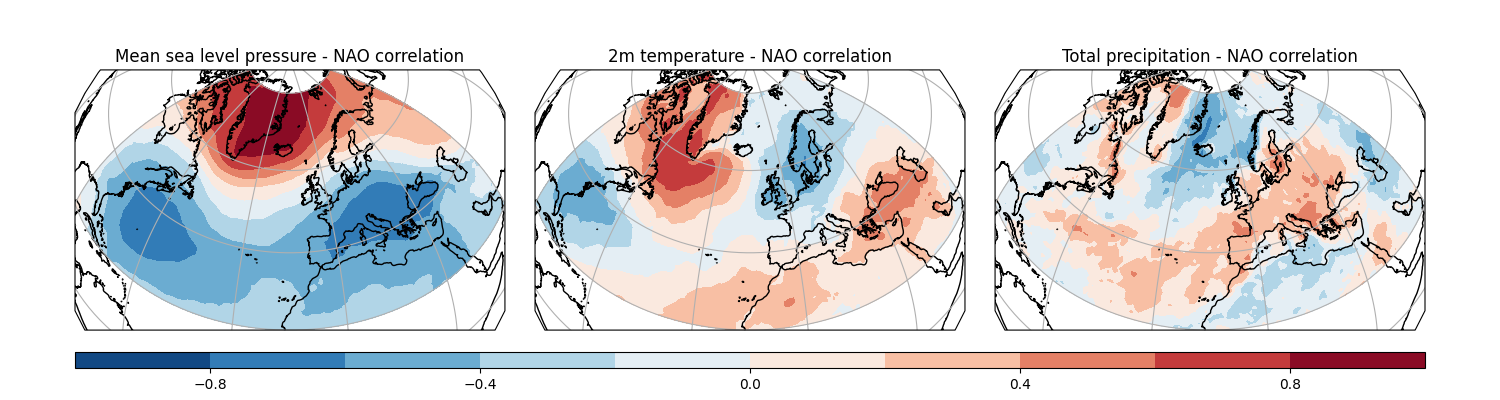 Mean sea level pressure - NAO correlation
2m temperature - NAO correlation
Total precipitation - NAO correlation
−0.8
−0.4
0.0
0.4
0.8